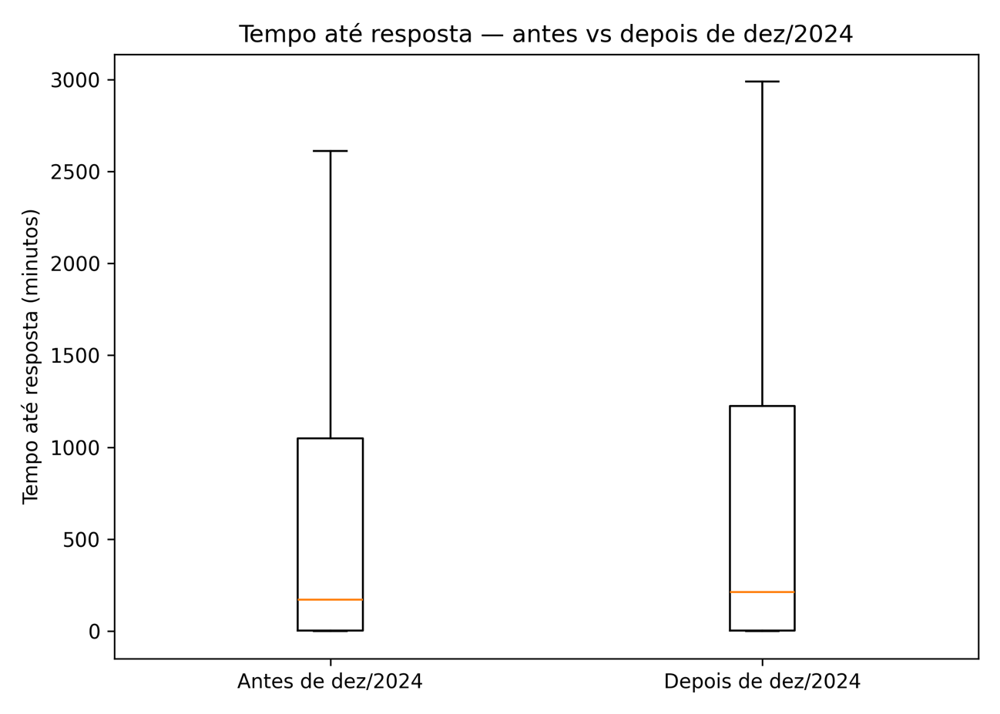 Tempo até resposta — antes vs depois de dez/2024
Tempo até resposta (minutos)
3000
2500
2000
1500
1000
500
0
Antes de dez/2024
Depois de dez/2024